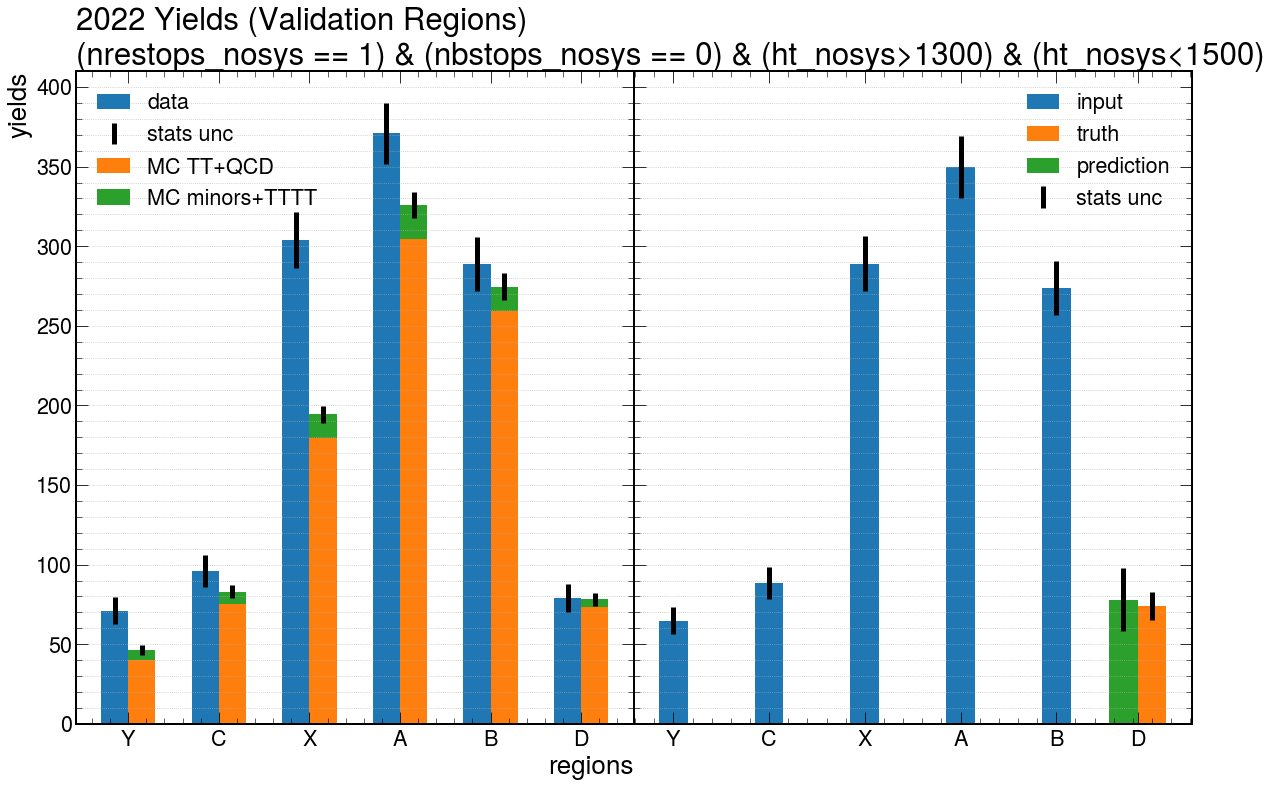 2022 Yields (Validation Regions)
(nrestops_nosys == 1) & (nbstops_nosys == 0) & (ht_nosys>1300) & (ht_nosys<1500)
yields
400
350
300
250
200
150
100
50
0
data
stats unc
MC TT+QCD
MC minors+TTTT
Y C X A B D
input
truth
prediction
stats unc
Y C X A B D
regions